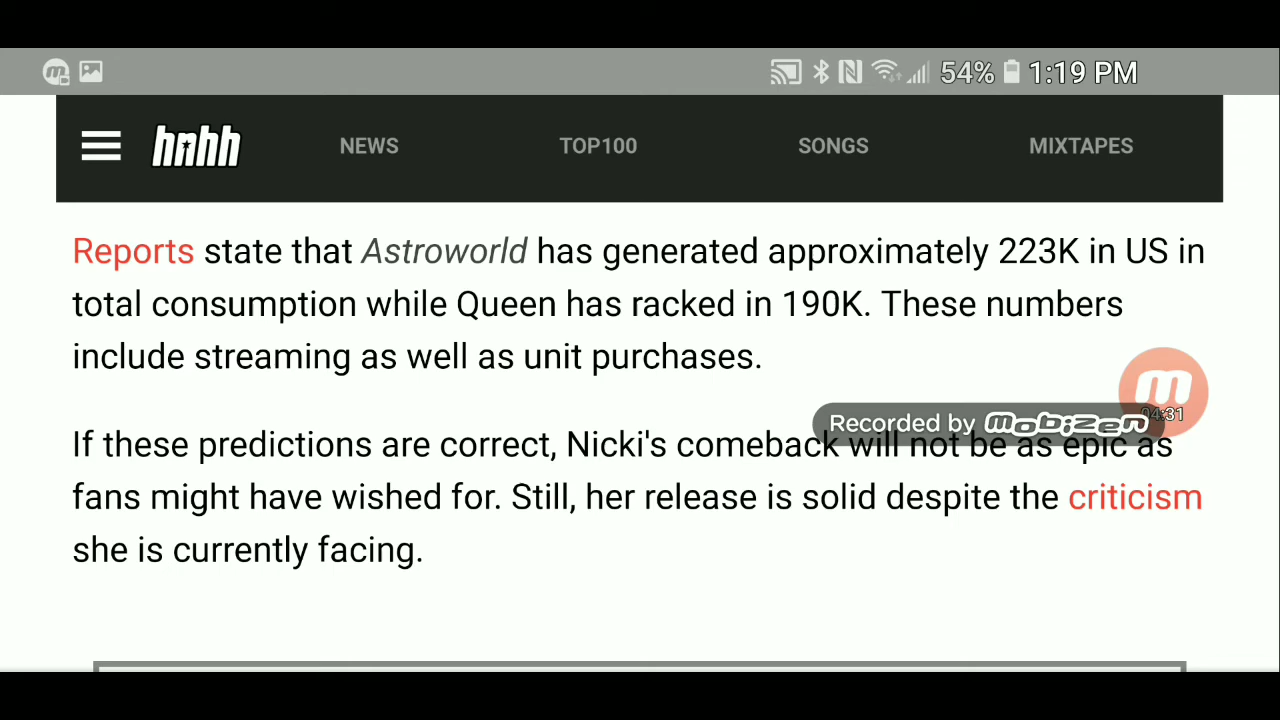 54% 1:19 PM
hnhh NEWS TOP100 SONGS MIXTAPES
Reports state that Astroworld has generated approximately 223K in US in
total consumption while Queen has racked in 190K. These numbers
include streaming as well as unit purchases.
04:31
Recorded by mobizen
If these predictions are correct, Nicki's comeback will not be as epic as
fans might have wished for. Still, her release is solid despite the criticism
she is currently facing.